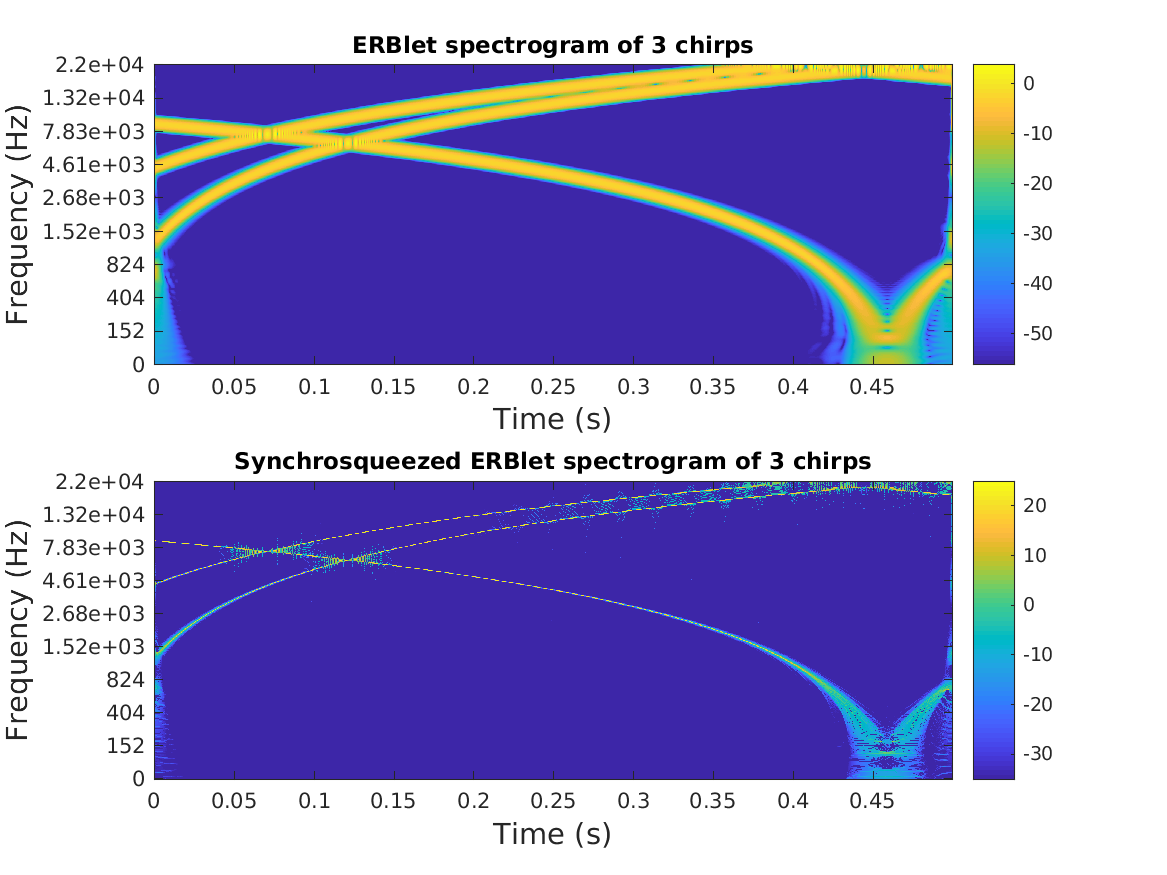 ERBlet spectrogram of 3 chirps
Frequency (Hz)
2.2e+04
1.32e+04
7.83e+03
4.61e+03
2.68e+03
1.52e+03
824
404
152
0
0 0.05 0.1 0.15 0.2 0.25 0.3 0.35 0.4 0.45
Time (s)
0
-10
-20
-30
-40
-50
Synchrosqueezed ERBlet spectrogram of 3 chirps
Frequency (Hz)
2.2e+04
1.32e+04
7.83e+03
4.61e+03
2.68e+03
1.52e+03
824
404
152
0
0 0.05 0.1 0.15 0.2 0.25 0.3 0.35 0.4 0.45
Time (s)
20
10
0
-10
-20
-30